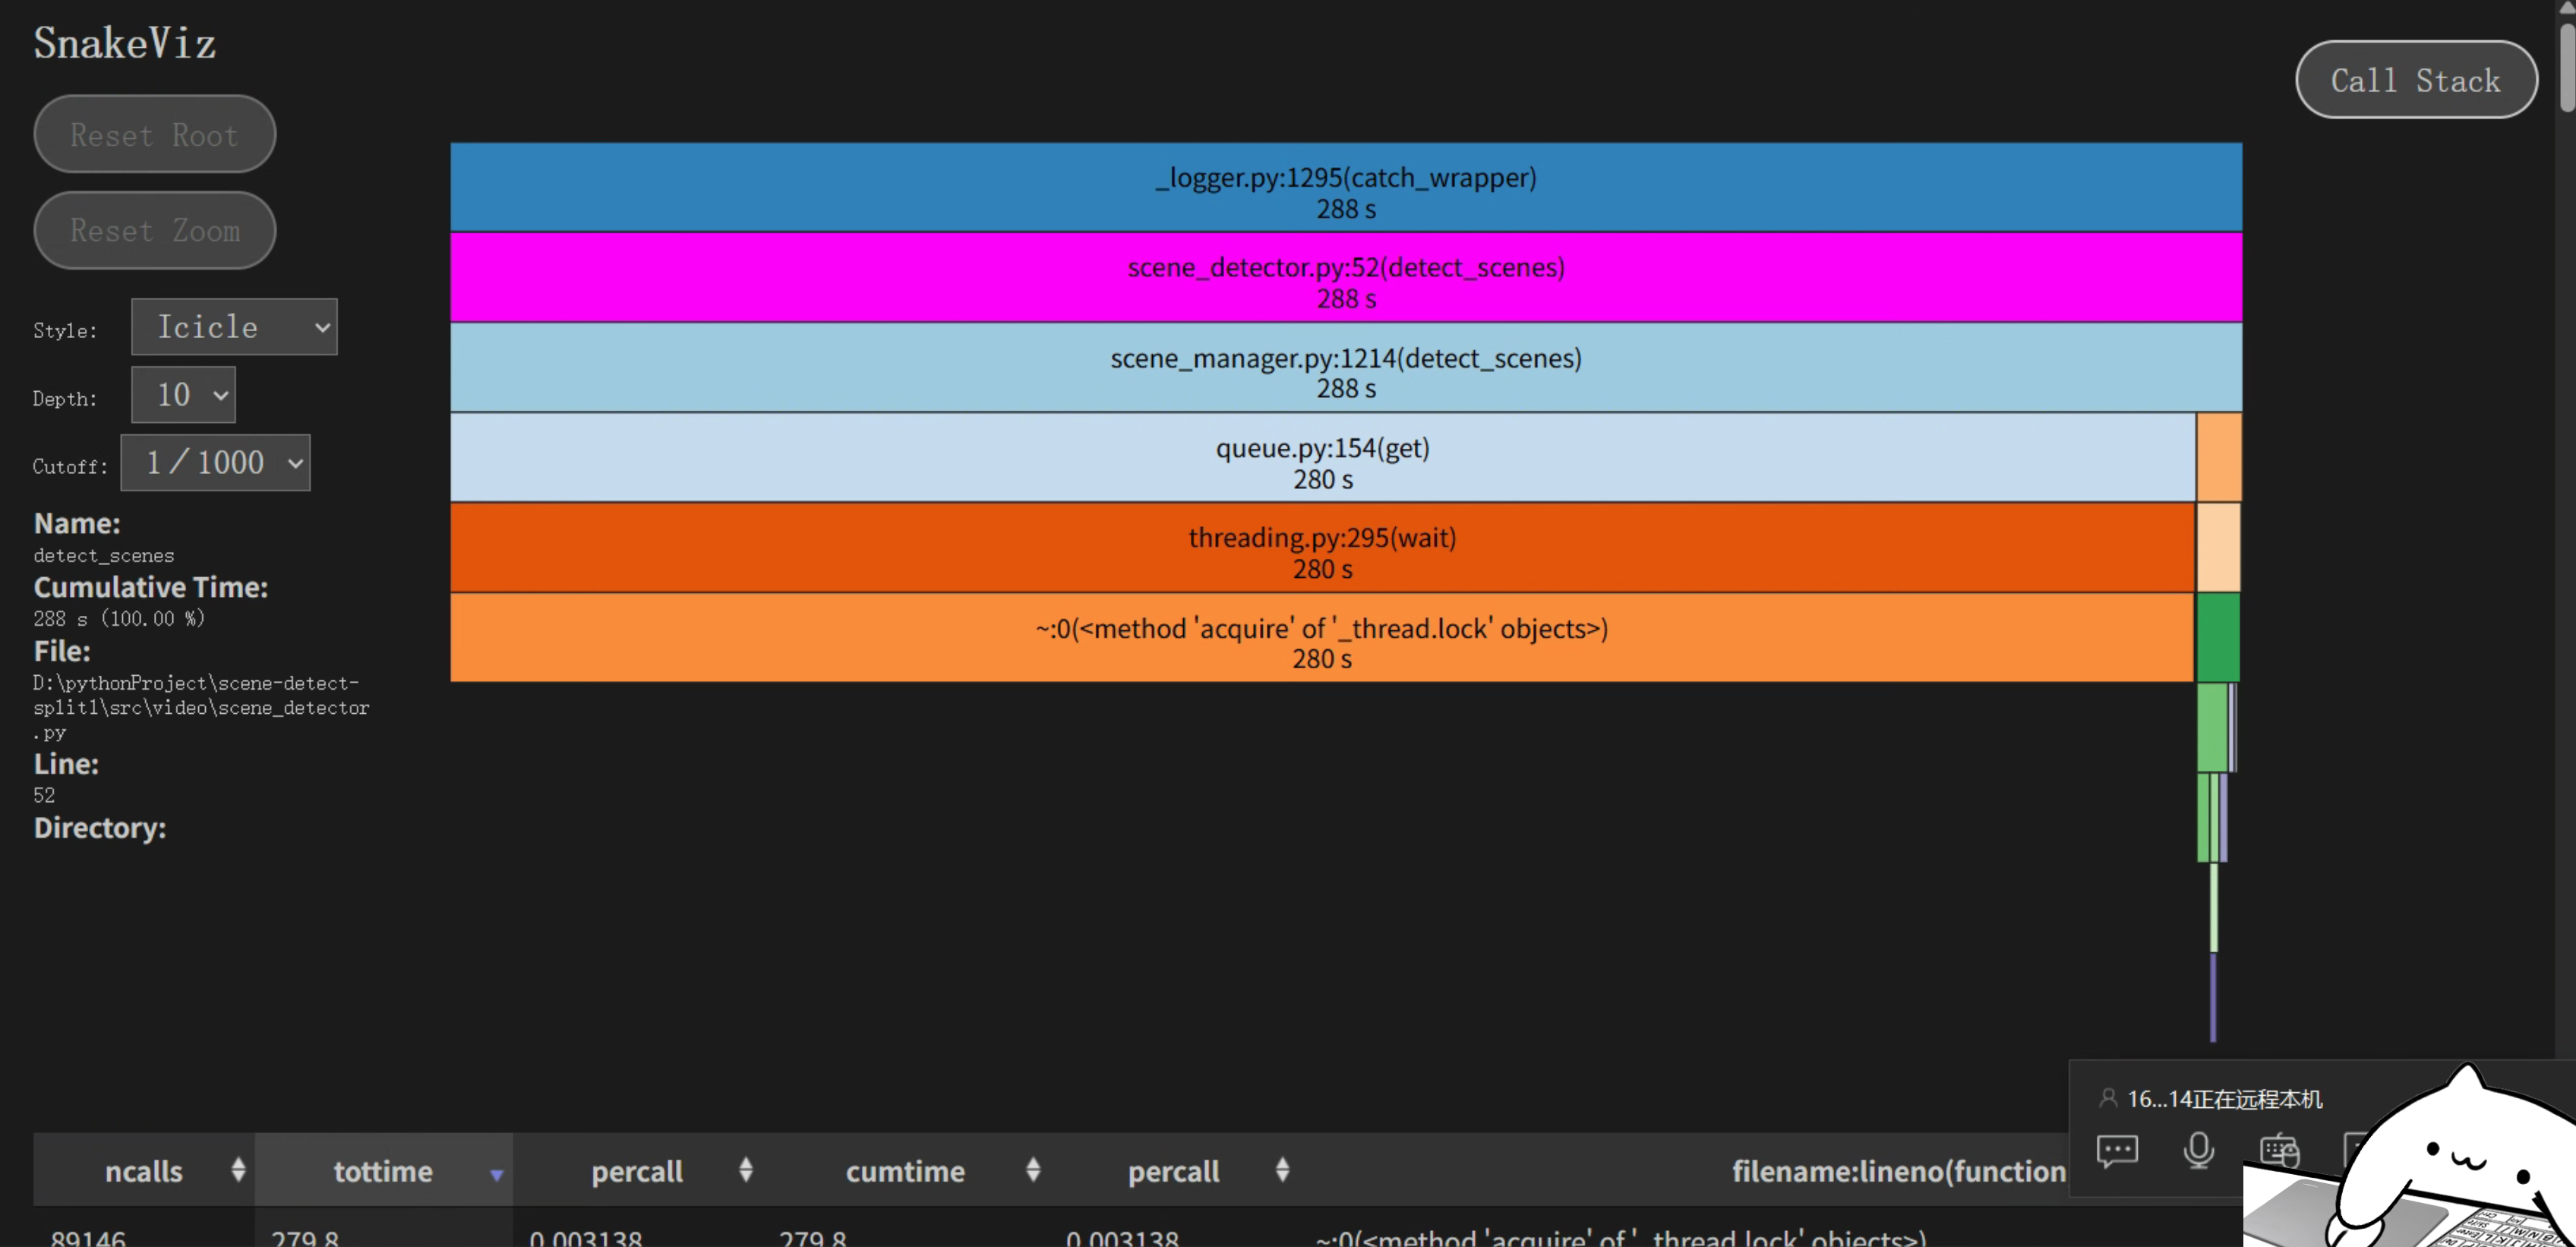 SnakeViz
Call Stack
Reset Root
Reset Zoom
Style: Icicle
Depth: 10
Cutoff: 1 / 1000
Name:
detect_scenes
Cumulative Time:
288 s (100.00 %)
File:
D:\pythonProject\scene-detect-
split1\src\video\scene_detector
.py
Line:
52
Directory:
_logger.py:1295(catch_wrapper)
288 s
scene_detector.py:52(detect_scenes)
288 s
scene_manager.py:1214(detect_scenes)
288 s
queue.py:154(get)
280 s
threading.py:295(wait)
280 s
~:0(<method 'acquire' of '_thread.lock' objects>)
280 s
16...14正在远程本机
ncalls tottime percall cumtime percall filename:lineno(function
89146 279.8 0.003138 279.8 0.003138 ~:0(<method 'acquire' of '_thread.lock' objects>)